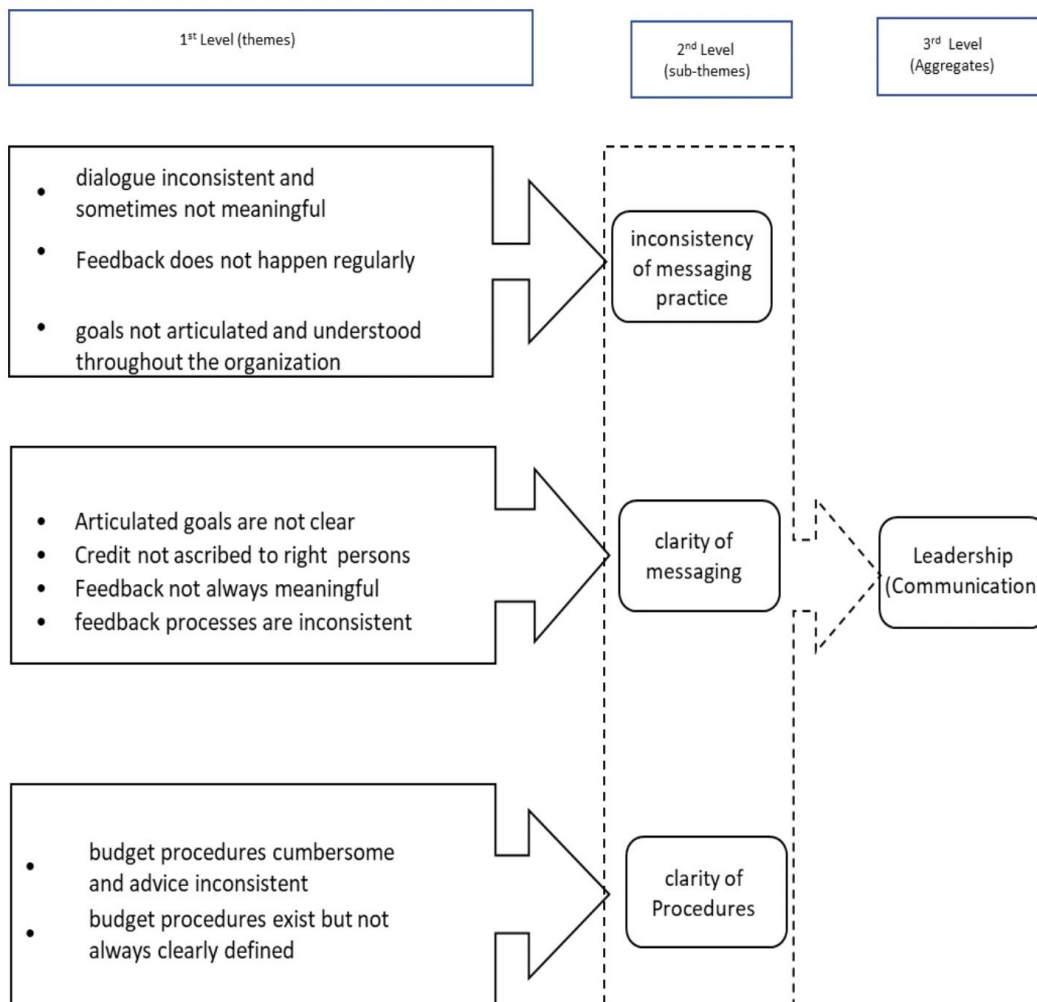 1st Level (themes)
2nd Level
(sub-themes)
3rd Level
(Aggregates)
• dialogue inconsistent and
sometimes not meaningful
• Feedback does not happen regularly
• goals not articulated and understood
throughout the organization
inconsistency
of messaging
practice
• Articulated goals are not clear
• Credit not ascribed to right persons
• Feedback not always meaningful
• feedback processes are inconsistent
clarity of
messaging
Leadership
(Communication)
• budget procedures cumbersome
and advice inconsistent
• budget procedures exist but not
always clearly defined
clarity of
Procedures